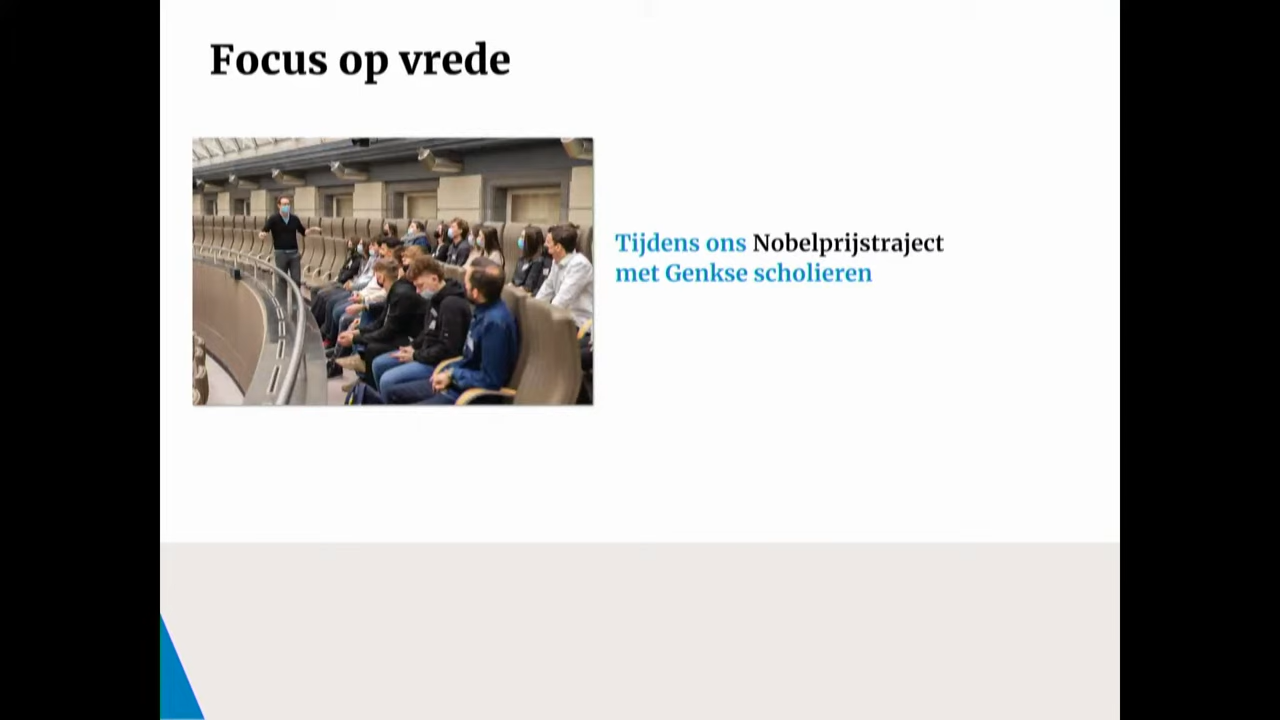 Focus op vrede
Tijdens ons Nobelprijstraject
met Genkse scholieren